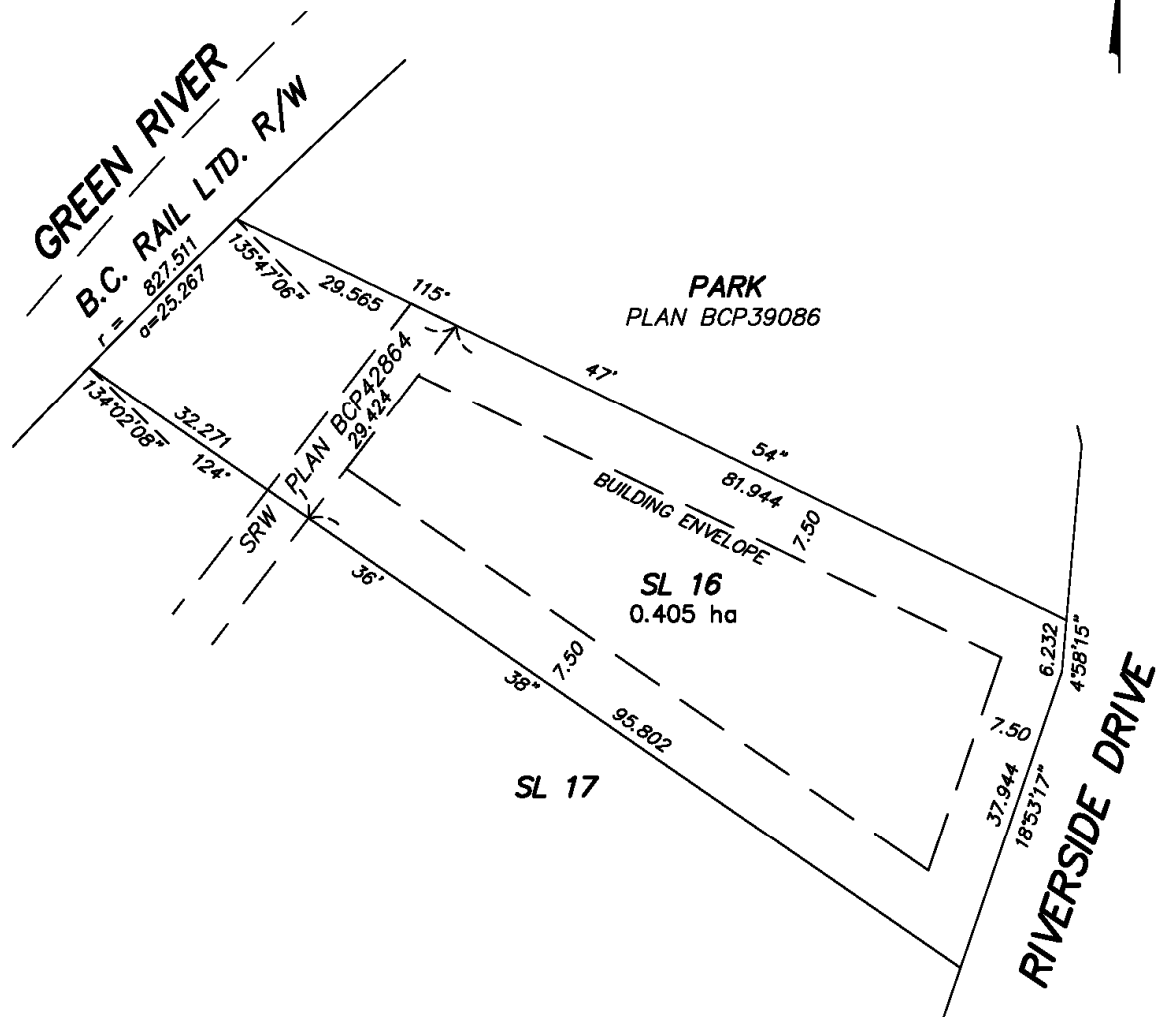 GREEN RIVER
B.C. RAIL LTD. R/W
r = 827.511
a=25.267
135°47'06"
29.565
115°
PARK
PLAN BCP39086
134°02'08"
32.271
124°
SRW PLAN BCP42864
29.424
47'
54"
81.944
BUILDING ENVELOPE
7.50
SL 16
0.405 ha
36'
38"
7.50
95.802
6.232
4°58'15"
7.50
37.944
18°53'17"
SL 17
RIVERSIDE DRIVE